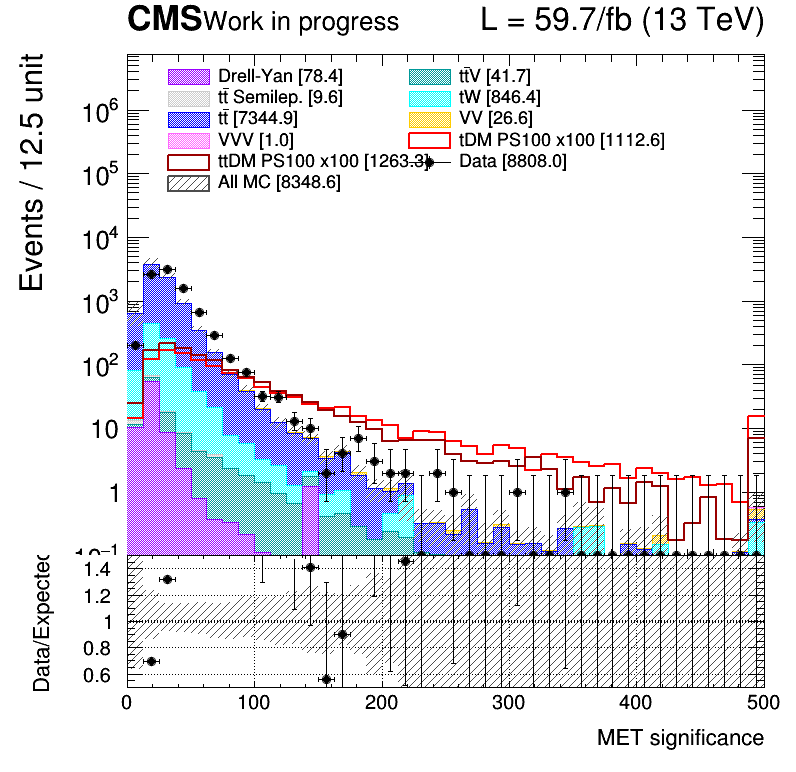 CMS Work in progress L = 59.7/fb (13 TeV)
Drell-Yan [78.4] tt̄V [41.7]
tt̄ Semilep. [9.6] tW [846.4]
tt̄ [7344.9] VV [26.6]
VVV [1.0] tDM PS100 x100 [1112.6]
ttDM PS100 x100 [1263.3] Data [8808.0]
All MC [8348.6]
Events / 12.5 unit
10⁶
10⁵
10⁴
10³
10²
10
1
10⁻¹
Data/Expected
1.4
1.2
1
0.8
0.6
0 100 200 300 400 500
MET significance